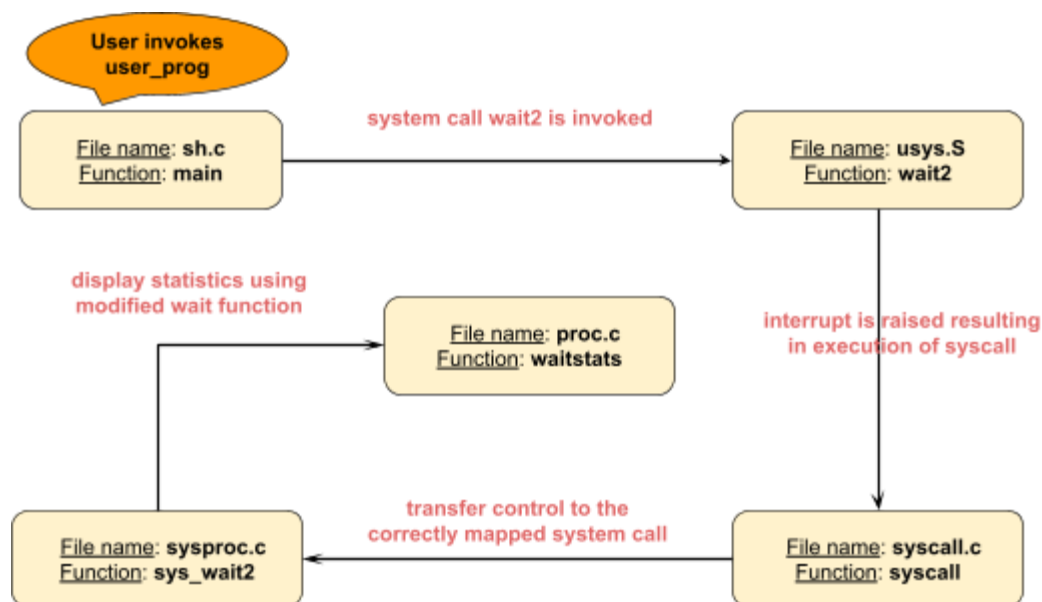 User invokes
user_prog
File name: sh.c
Function: main
system call wait2 is invoked
File name: usys.S
Function: wait2
interrupt is raised resulting
in execution of syscall
File name: syscall.c
Function: syscall
transfer control to the
correctly mapped system call
File name: sysproc.c
Function: sys_wait2
display statistics using
modified wait function
File name: proc.c
Function: waitstats